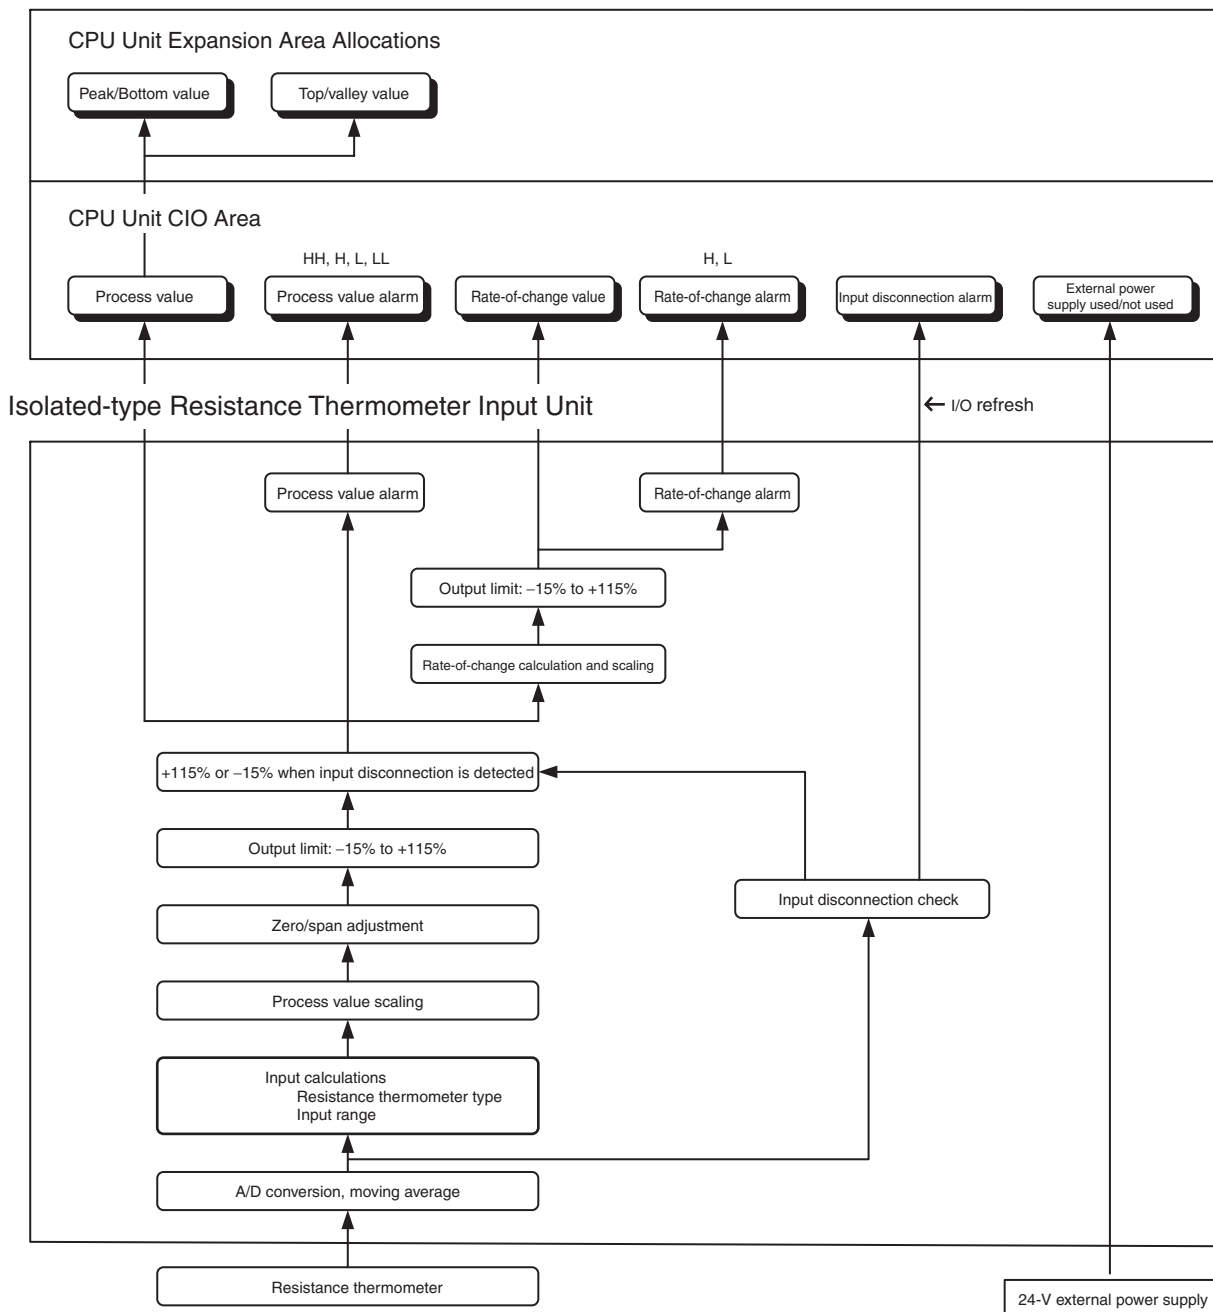 CPU Unit Expansion Area Allocations
Peak/Bottom value
Top/valley value
CPU Unit CIO Area
HH, H, L, LL
H, L
Process value
Process value alarm
Rate-of-change value
Rate-of-change alarm
Input disconnection alarm
External power
supply used/not used
Isolated-type Resistance Thermometer Input Unit
I/O refresh
Process value alarm
Rate-of-change alarm
Output limit: –15% to +115%
Rate-of-change calculation and scaling
+115% or –15% when input disconnection is detected
Output limit: –15% to +115%
Input disconnection check
Zero/span adjustment
Process value scaling
Input calculations
Resistance thermometer type
Input range
A/D conversion, moving average
Resistance thermometer
24-V external power supply